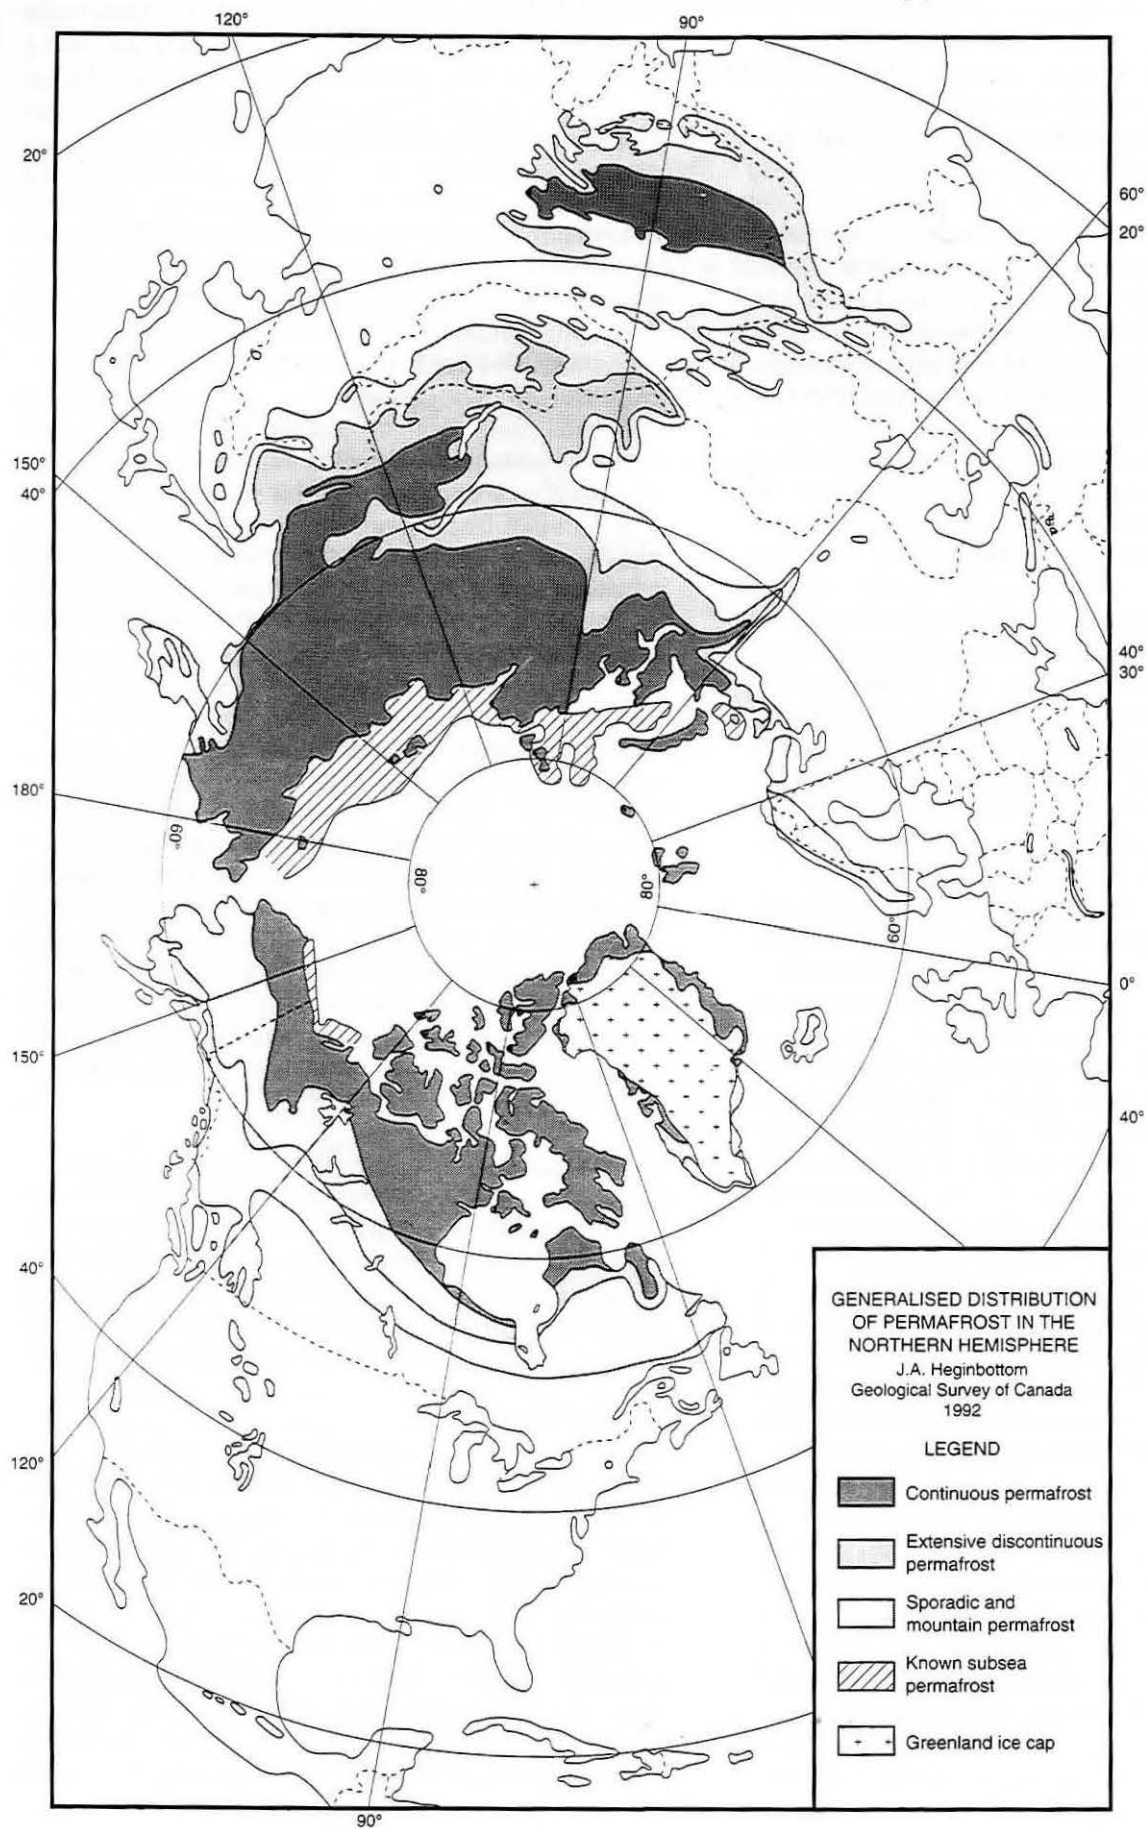 120°
90°
20°
60°
20°
150°
40°
40°
30°
180°
60°
80°
80°
60°
0°
150°
40°
40°
120°
20°
90°
GENERALISED DISTRIBUTION
OF PERMAFROST IN THE
NORTHERN HEMISPHERE
J.A. Heginbottom
Geological Survey of Canada
1992
LEGEND
Continuous permafrost
Extensive discontinuous
permafrost
Sporadic and
mountain permafrost
Known subsea
permafrost
Greenland ice cap